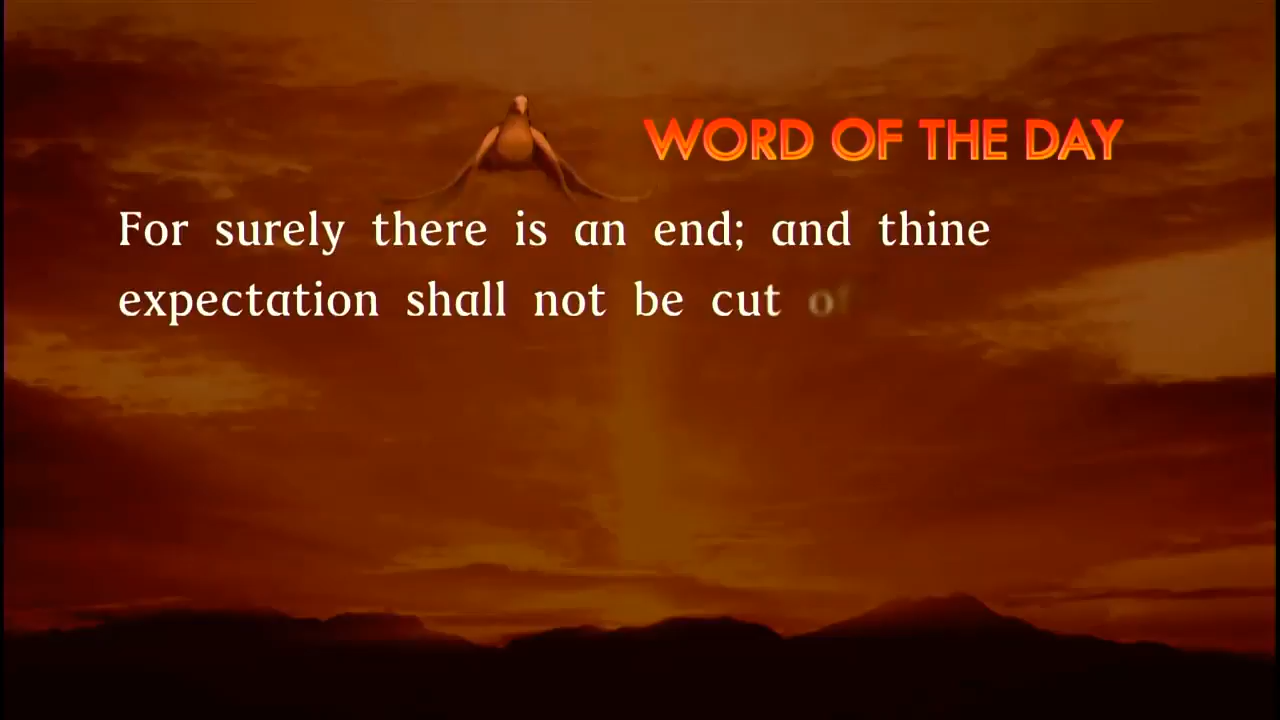 WORD OF THE DAY
For surely there is an end; and thine
expectation shall not be cut